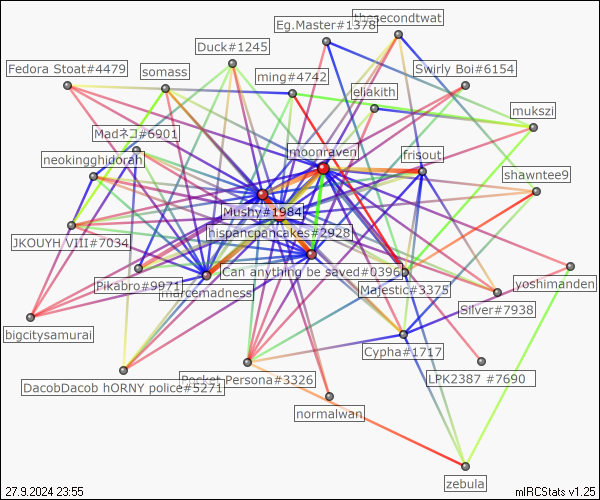 Eg.Master#1378
thesecondtwat
Duck#1245
Fedora Stoat#4479
somass
ming#4742
Swirly Boi#6154
eliakith
mukszi
Madネコ#6901
moonraven
frisout
neokingghidorah
shawntee9
Mushy#1984
hispanicpancakes#2928
JKOUYH VIII#7034
Can anything be saved#0396
Pikabro#9971
marcemadness
Majestic#3375
yoshimanden
Silver#7938
bigcitysamurai
Cypha#1717
DacobDacob hORNY police#5271
Pocket Persona#3326
LPK2387 #7690
normalwan
zebula
27.9.2024 23:55
mIRCStats v1.25